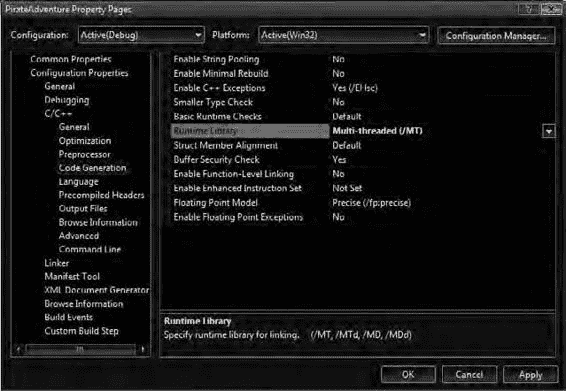 PirateAdventure Property Pages
Configuration: Active(Debug) Platform: Active(Win32) Configuration Manager...
Common Properties
Configuration Properties
General
Debugging
C/C++
General
Optimization
Preprocessor
Code Generation
Language
Precompiled Headers
Output Files
Browse Information
Advanced
Command Line
Linker
Manifest Tool
XML Document Generator
Browse Information
Build Events
Custom Build Step
Enable String Pooling No
Enable Minimal Rebuild No
Enable C++ Exceptions Yes (/EHsc)
Smaller Type Check No
Basic Runtime Checks Default
Runtime Library Multi-threaded (/MT)
Struct Member Alignment Default
Buffer Security Check Yes
Enable Function-Level Linking No
Enable Enhanced Instruction Set Not Set
Floating Point Model Precise (/fp:precise)
Enable Floating Point Exceptions No
Runtime Library
Specify runtime library for linking. (/MT, /MTd, /MD, /MDd)
OK Cancel Apply